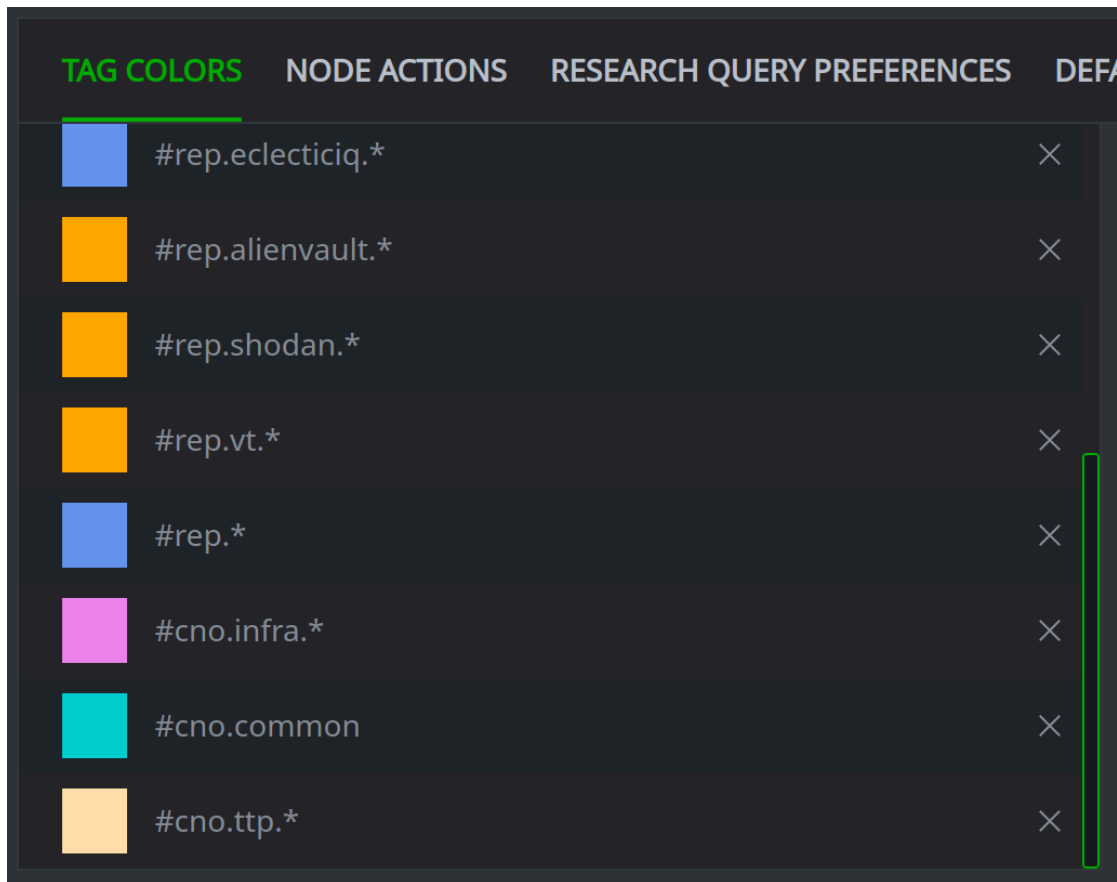 TAG COLORS NODE ACTIONS RESEARCH QUERY PREFERENCES DEFA
#rep.eclecticiq.*
#rep.alienvault.*
#rep.shodan.*
#rep.vt.*
#rep.*
#cno.infra.*
#cno.common
#cno.ttp.*